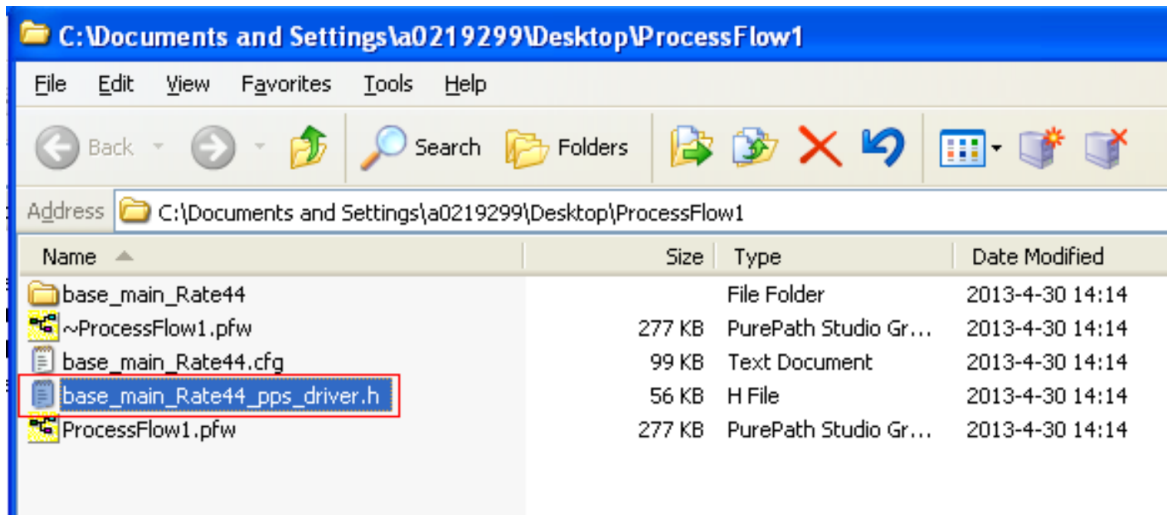 C:\Documents and Settings\a0219299\Desktop\ProcessFlow1
File Edit View Favorites Tools Help
Back Search Folders
Address C:\Documents and Settings\a0219299\Desktop\ProcessFlow1
Name Size Type Date Modified
base_main_Rate44 File Folder 2013-4-30 14:14
~ProcessFlow1.pfw 277 KB PurePath Studio Gr... 2013-4-30 14:14
base_main_Rate44.cfg 99 KB Text Document 2013-4-30 14:14
base_main_Rate44_pps_driver.h 56 KB H File 2013-4-30 14:14
ProcessFlow1.pfw 277 KB PurePath Studio Gr... 2013-4-30 14:14